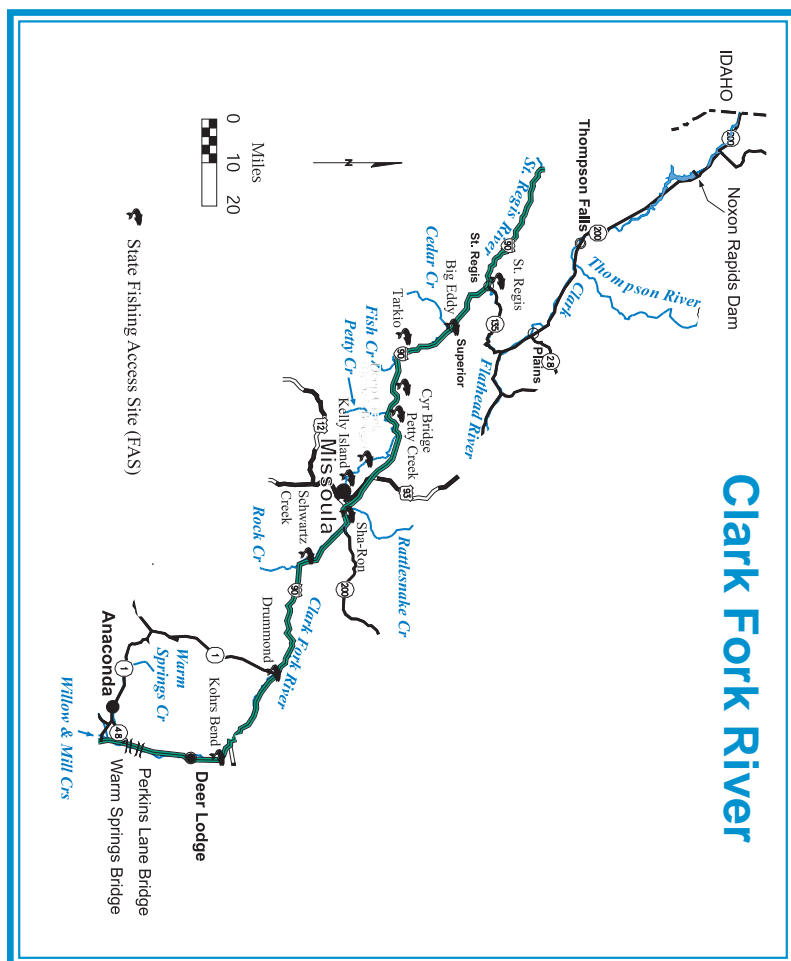 Clark Fork River
IDAHO
200
Noxon Rapids Dam
Thompson Falls
200
Thompson River
Clark
Plains
28
St. Regis River
90
St. Regis
St. Regis
135
Flathead River
Cedar Cr
Big Eddy
Superior
Tarkio
90
Fish Cr
Petty Cr
Cyr Bridge
Petty Creek
Kelly Island
Missoula
12
93
Rattlesnake Cr
Sha-Ron
200
Schwartz
Creek
Rock Cr
90
Clark Fork River
Drummond
1
Warm
Springs Cr
1
Anaconda
48
Kohrs Bend
Deer Lodge
Perkins Lane Bridge
Warm Springs Bridge
Willow & Mill Crs
N
Miles
0 10 20
State Fishing Access Site (FAS)